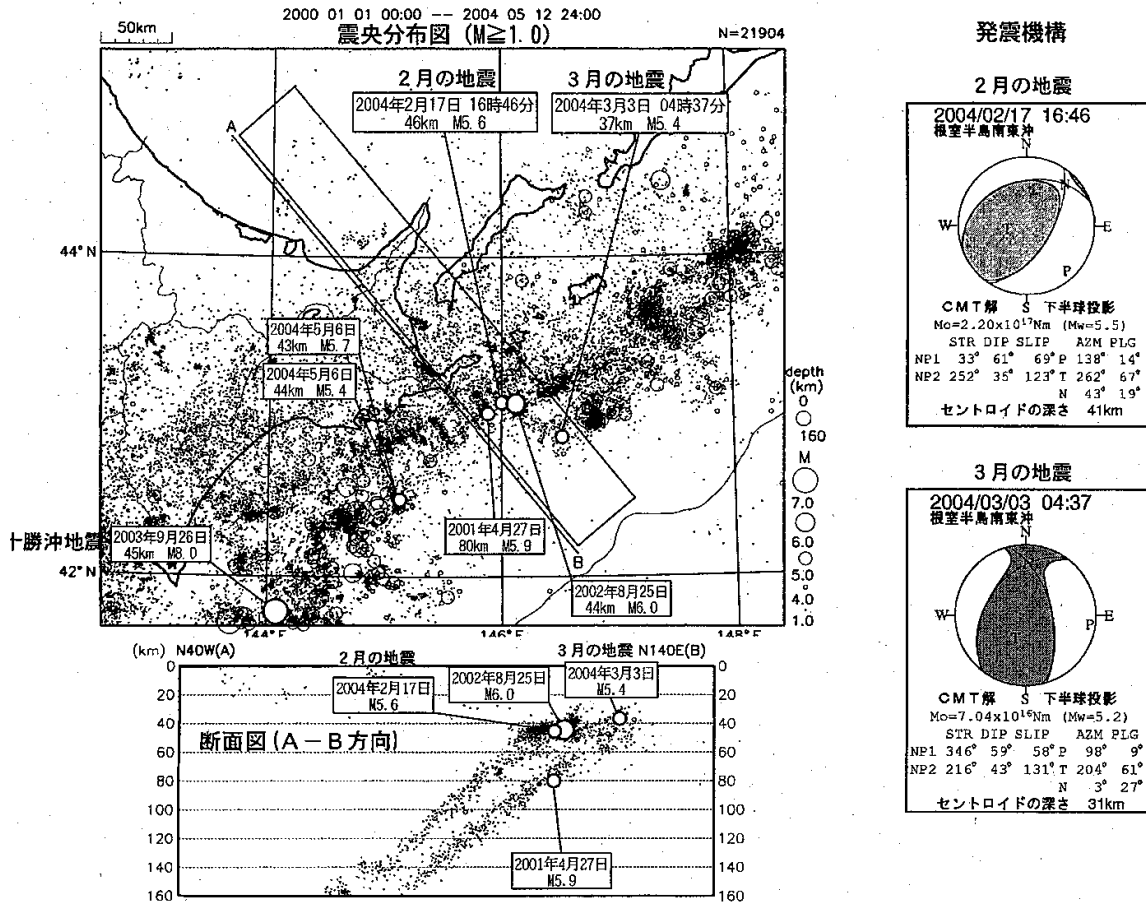 2000 01 01 00:00 -- 2004 05 12 24:00
50km
震央分布図 (M≧1.0)
N=21904
2月の地震
2004年2月17日 16時46分
46km M5.6
3月の地震
2004年3月3日 04時37分
37km M5.4
A
44°N
2004年5月6日
43km M5.7
2004年5月6日
44km M5.4
depth
(km)
0
160
M
7.0
6.0
5.0
4.0
1.0
十勝沖地震
2003年9月26日
45km M8.0
2001年4月27日
80km M5.9
B
2002年8月25日
44km M6.0
42°N
144°E
146°E
148°E
(km) N40W(A)
2月の地震
3月の地震 N140E(B)
2004年2月17日
M5.6
2002年8月25日
M6.0
2004年3月3日
M5.4
断面図(A－B方向)
2001年4月27日
M5.9
0
20
40
60
80
100
120
140
160
0
20
40
60
80
100
120
140
160
発震機構
2月の地震
2004/02/17 16:46
根室半島南東沖
N
W
E
N
T
P
CMT解 S 下半球投影
Mo=2.20x10¹⁷Nm (Mw=5.5)
STR DIP SLIP AZM PLG
NP1 33° 61° 69° P 138° 14°
NP2 252° 35° 123° T 262° 67°
N 43° 19°
セントロイドの深さ 41km
3月の地震
2004/03/03 04:37
根室半島南東沖
N
W
E
P
T
CMT解 S 下半球投影
Mo=7.04x10¹⁶Nm (Mw=5.2)
STR DIP SLIP AZM PLG
NP1 346° 59° 58° P 98° 9°
NP2 216° 43° 131° T 204° 61°
N 3° 27°
セントロイドの深さ 31km